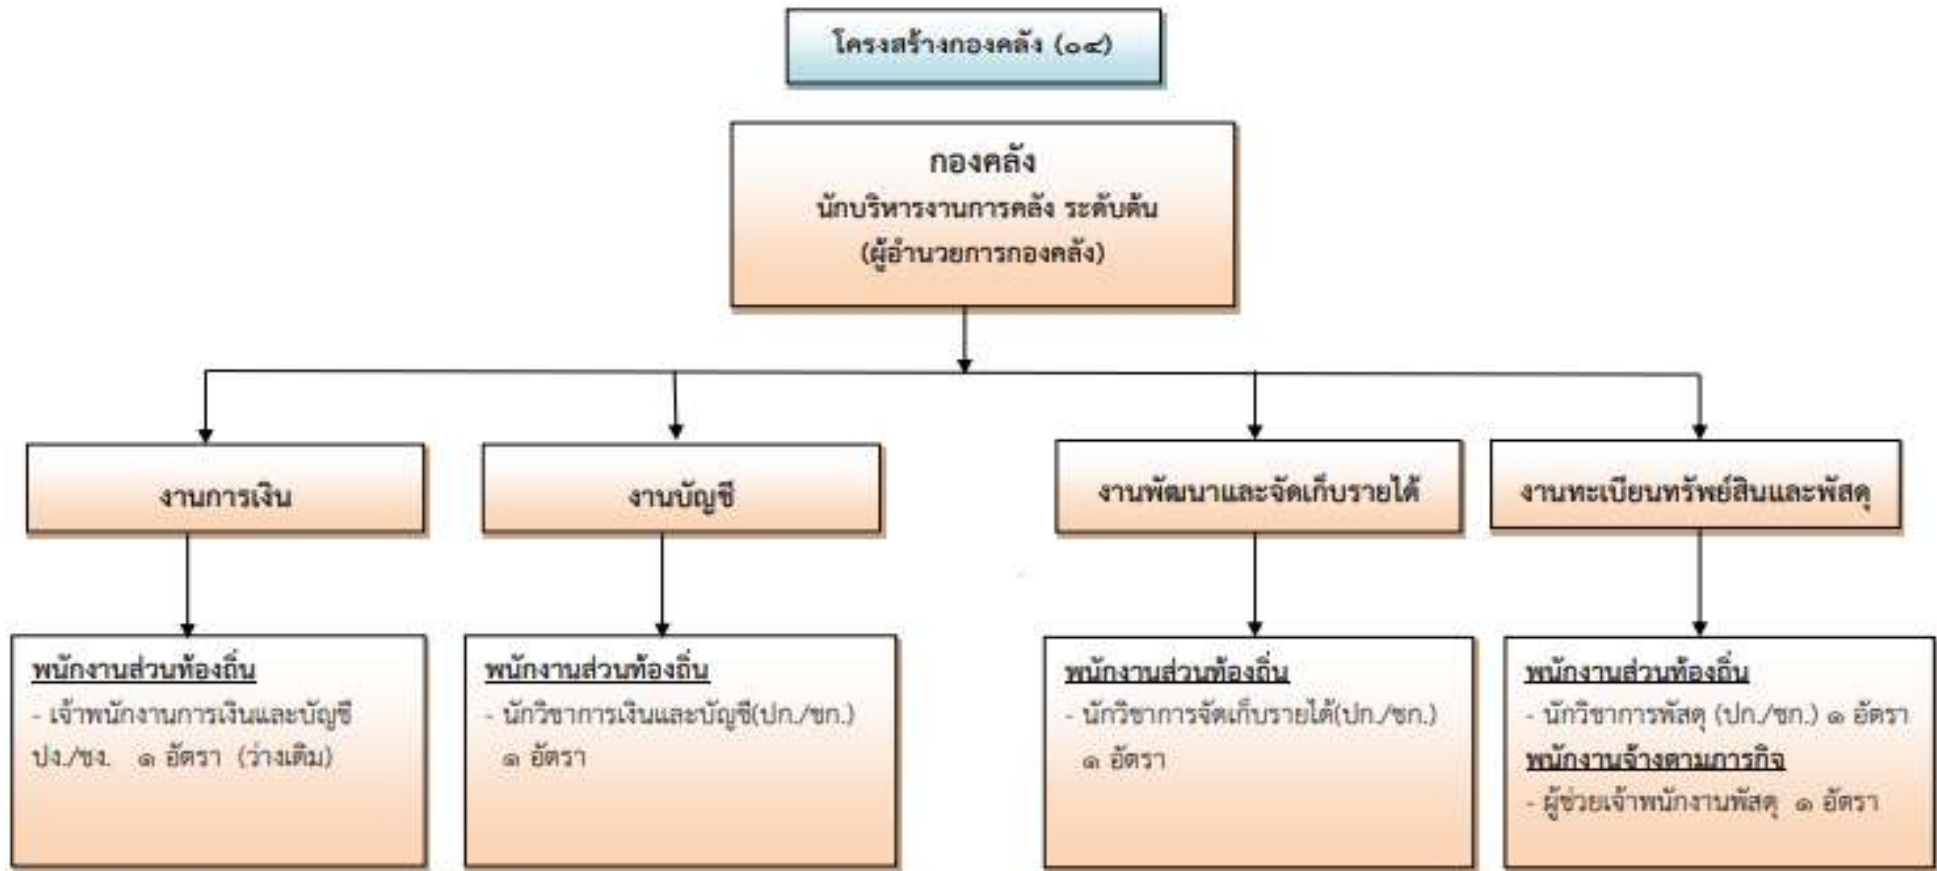 โครงสร้างกองคลัง (๐๔)
กองคลัง
นักบริหารงานการคลัง ระดับต้น
(ผู้อำนวยการกองคลัง)
งานการเงิน
งานบัญชี
งานพัฒนาและจัดเก็บรายได้
งานทะเบียนทรัพย์สินและพัสดุ
พนักงานส่วนท้องถิ่น
- เจ้าพนักงานการเงินและบัญชี
ปง./ชง. ๑ อัตรา (ว่างเดิม)
พนักงานส่วนท้องถิ่น
- นักวิชาการเงินและบัญชี(ปก./ชก.)
๑ อัตรา
พนักงานส่วนท้องถิ่น
- นักวิชาการจัดเก็บรายได้(ปก./ชก.)
๑ อัตรา
พนักงานส่วนท้องถิ่น
- นักวิชาการพัสดุ (ปก./ชก.) ๑ อัตรา
พนักงานจ้างตามภารกิจ
- ผู้ช่วยเจ้าพนักงานพัสดุ ๑ อัตรา